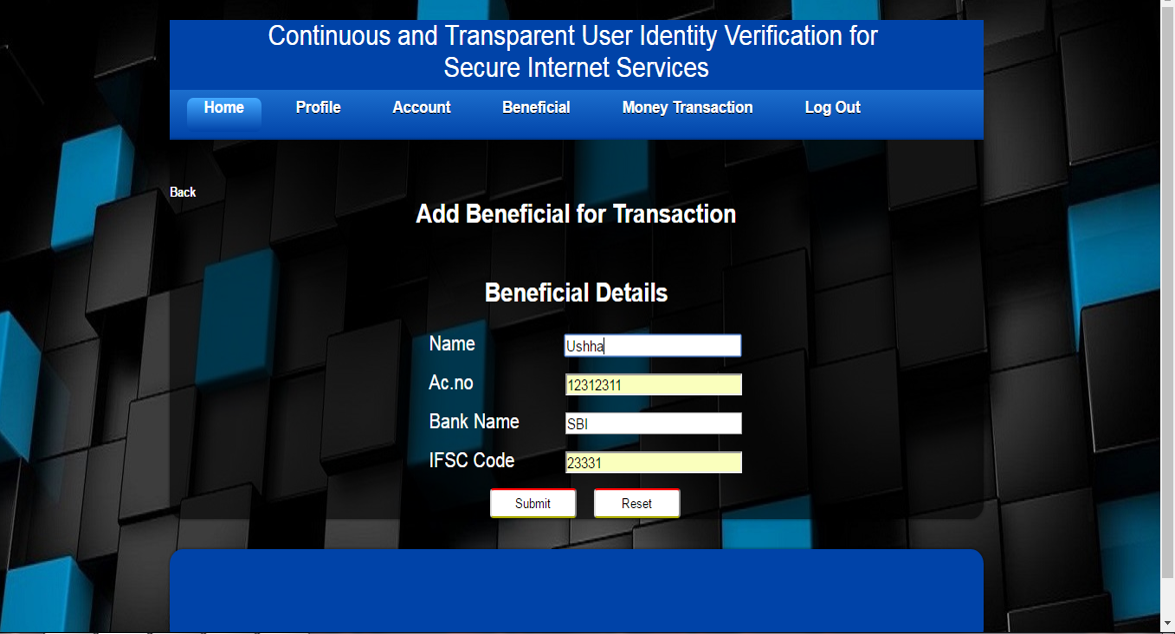 Continuous and Transparent User Identity Verification for
Secure Internet Services
Home Profile Account Beneficial Money Transaction Log Out
Back
Add Beneficial for Transaction
Beneficial Details
Name Ushha
Ac.no 12312311
Bank Name SBI
IFSC Code 23331
Submit Reset